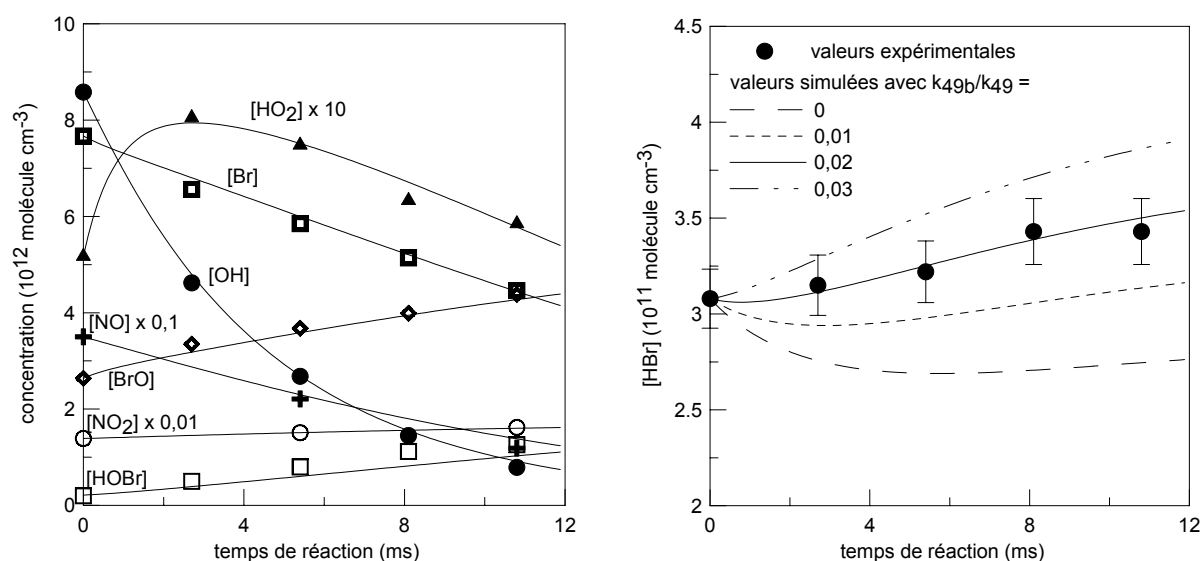 concentration (10¹² molécule cm⁻³)
10
8
6
4
2
0
[HO₂] x 10
[Br]
[OH]
[NO] x 0,1
[BrO]
[NO₂] x 0,01
[HOBr]
0
4
8
12
temps de réaction (ms)
[HBr] (10¹¹ molécule cm⁻³)
4.5
4
3.5
3
2.5
2
valeurs expérimentales
valeurs simulées avec k₄₉b/k₄₉ =
0
0,01
0,02
0,03
0
4
8
12
temps de réaction (ms)